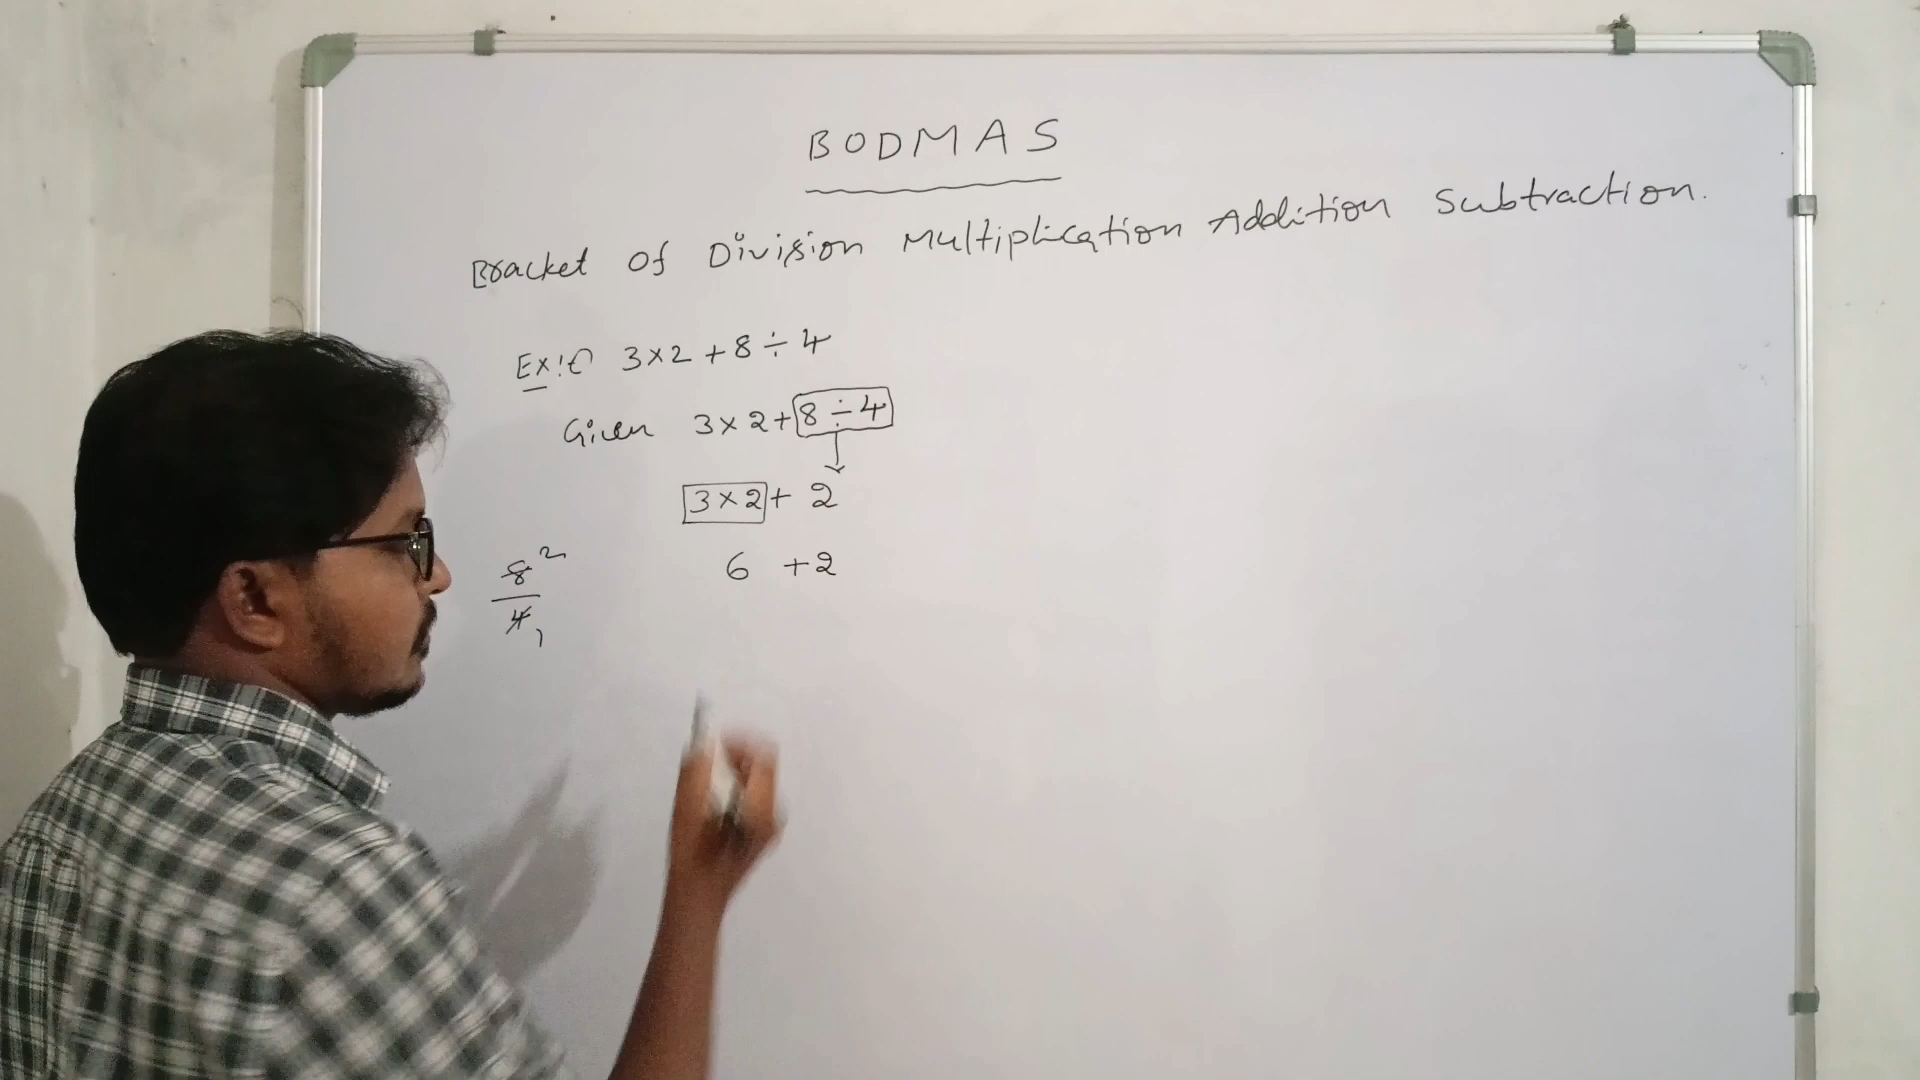 BODMAS
Bracket Of Division Multiplication Addition Subtraction.
Ex:① 3×2+8÷4
Given 3×2+8÷4
3×2+ 2
6 +2
8 2
4 1